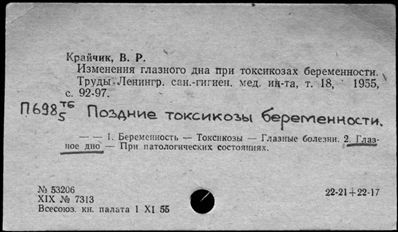 Крайчик, В. Р.
Изменения глазного дна при токсикозах беременности.
Труды Ленингр. сан.-гигиен. мед. ин-та, т. 18, 1955,
с. 92-97.
П698 тб
5 Поздние токсикозы беременности.
— — 1. Беременность — Токсикозы — Глазные болезни. 2. Глаз-
ное дно — При патологических состояниях.
№ 53206
XIX № 7313
Всесоюз. кн. палата 1 XI 55
22-21+22-17